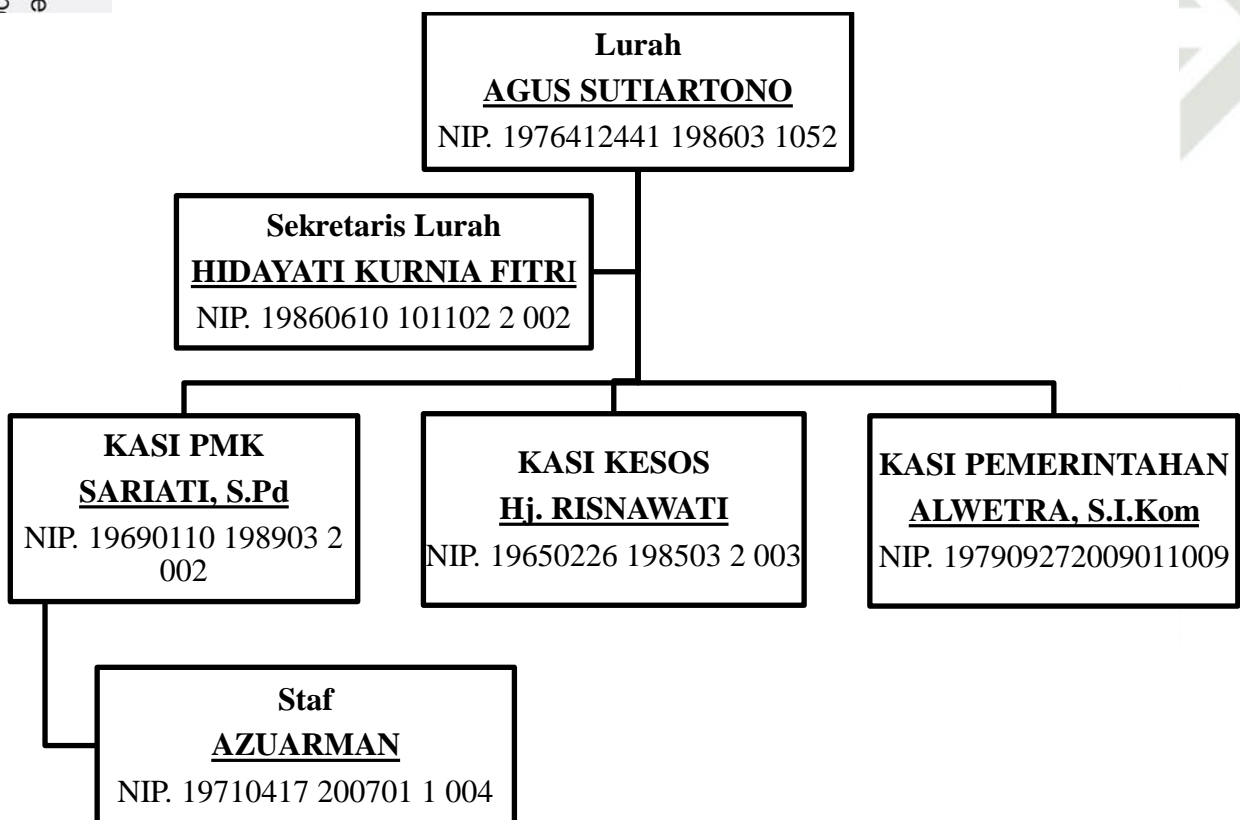 Lurah
AGUS SUTIARTONO
NIP. 1976412441 198603 1052
Sekretaris Lurah
HIDAYATI KURNIA FITRI
NIP. 19860610 101102 2 002
KASI PMK
SARIATI, S.Pd
NIP. 19690110 198903 2
002
KASI KESOS
Hj. RISNAWATI
NIP. 19650226 198503 2 003
KASI PEMERINTAHAN
ALWETRA, S.I.Kom
NIP. 197909272009011009
Staf
AZUARMAN
NIP. 19710417 200701 1 004